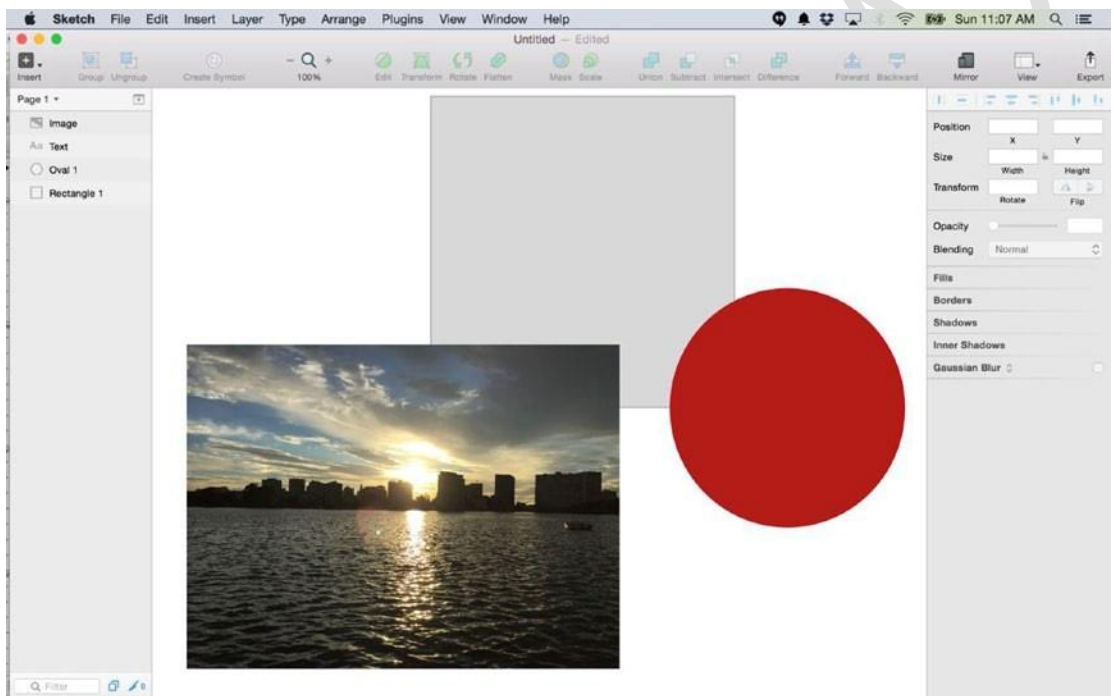 Sketch File Edit Insert Layer Type Arrange Plugins View Window Help Sun 11:07 AM
Untitled — Edited
Insert Group Ungroup Create Symbol 100% Edit Transform Rotate Flatten Mask Scale Union Subtract Intersect Difference Forward Backward Mirror View Export
Page 1
Image
Aa Text
Oval 1
Rectangle 1
Position
X Y
Size
Width Height
Transform
Rotate Flip
Opacity
Blending Normal
Fills
Borders
Shadows
Inner Shadows
Gaussian Blur
Filter